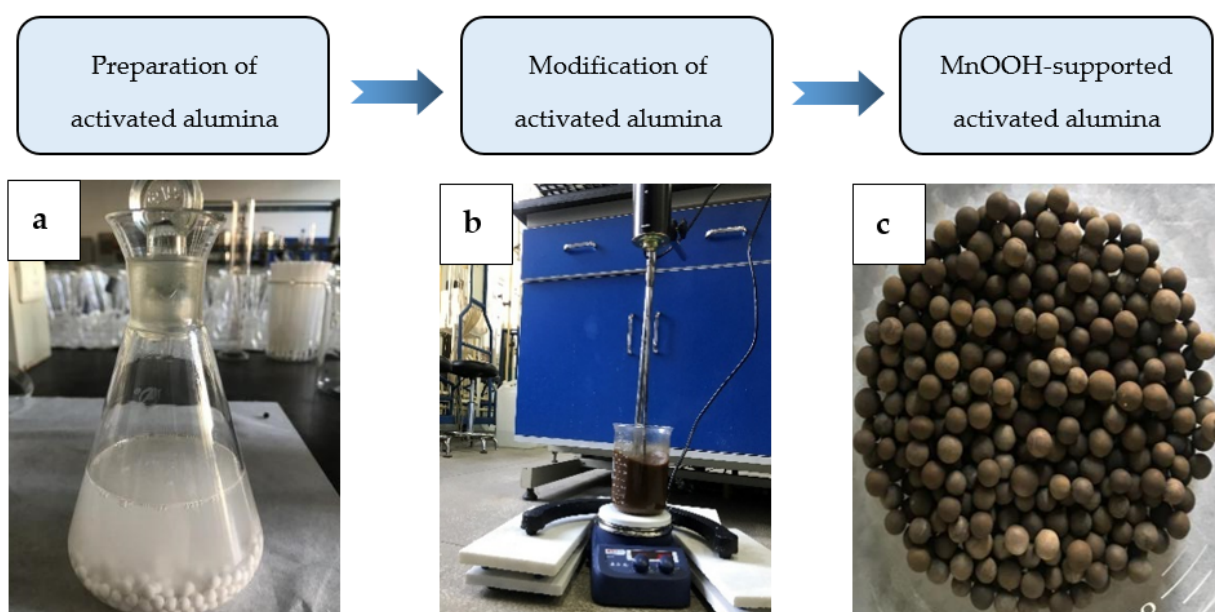 Preparation of
activated alumina
Modification of
activated alumina
MnOOH-supported
activated alumina
a
b
c